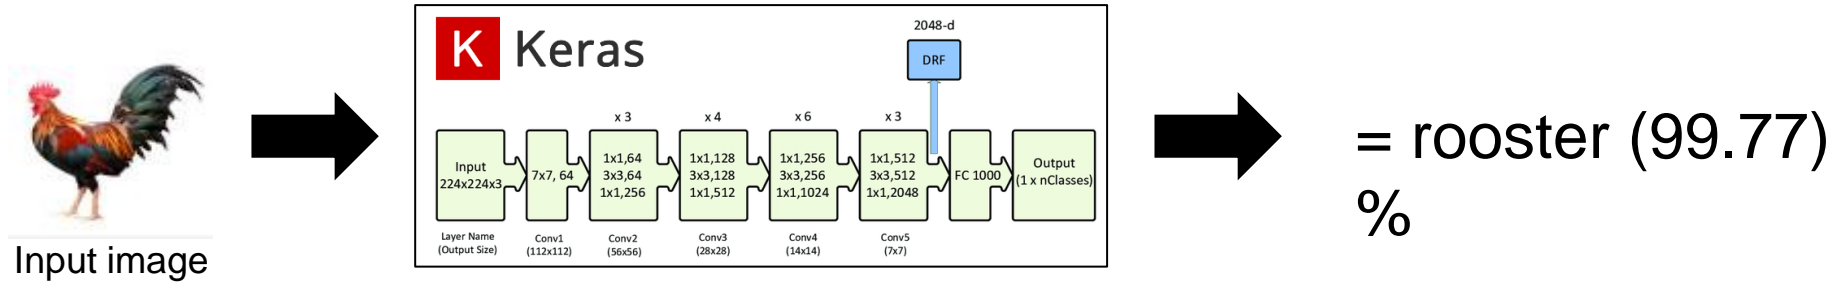 Input image
K Keras
2048-d
DRF
x 3
x 4
x 6
x 3
Input
224x224x3
7x7, 64
1x1,64
3x3,64
1x1,256
1x1,128
3x3,128
1x1,512
1x1,256
3x3,256
1x1,1024
1x1,512
3x3,512
1x1,2048
FC 1000
Output
(1 x nClasses)
Layer Name
(Output Size)
Conv1
(112x112)
Conv2
(56x56)
Conv3
(28x28)
Conv4
(14x14)
Conv5
(7x7)
= rooster (99.77)
%